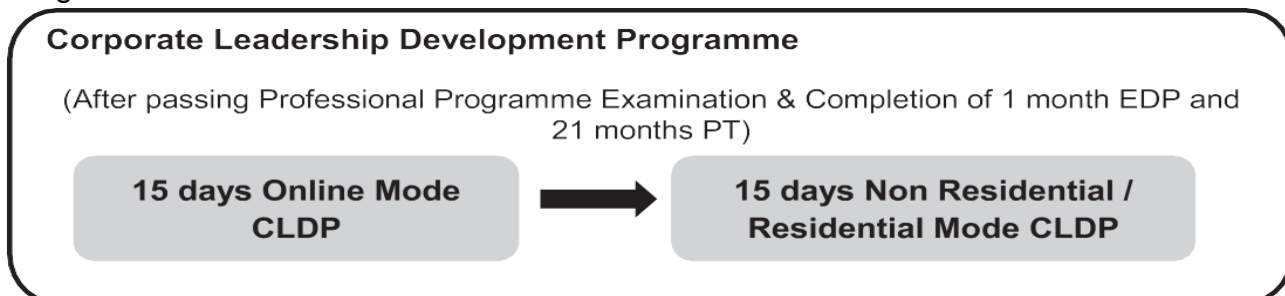 Corporate Leadership Development Programme
(After passing Professional Programme Examination & Completion of 1 month EDP and
21 months PT)
15 days Online Mode
CLDP
15 days Non Residential /
Residential Mode CLDP